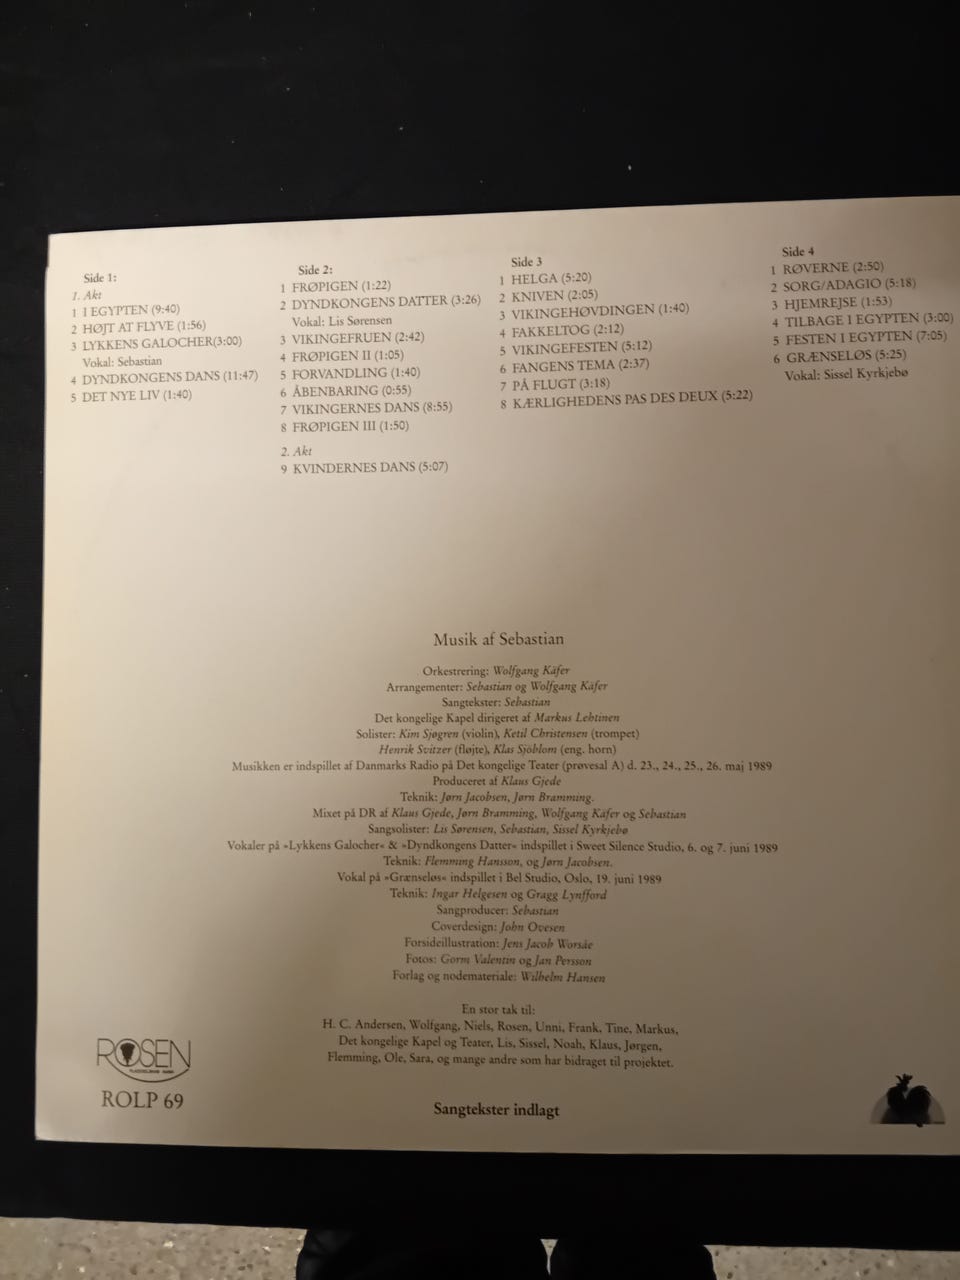 Side 1:
1. Akt
1 I EGYPTEN (9:40)
2 HØJT AT FLYVE (1:56)
3 LYKKENS GALOCHER(3:00)
Vokal: Sebastian
4 DYNDKONGENS DANS (11:47)
5 DET NYE LIV (1:40)
Side 2:
1 FRØPIGEN (1:22)
2 DYNDKONGENS DATTER (3:26)
Vokal: Lis Sørensen
3 VIKINGEFRUEN (2:42)
4 FRØPIGEN II (1:05)
5 FORVANDLING (1:40)
6 ÅBENBARING (0:55)
7 VIKINGERNES DANS (8:55)
8 FRØPIGEN III (1:50)
2. Akt
9 KVINDERNES DANS (5:07)
Side 3
1 HELGA (5:20)
2 KNIVEN (2:05)
3 VIKINGEHØVDINGEN (1:40)
4 FAKKELTOG (2:12)
5 VIKINGEFESTEN (5:12)
6 FANGENS TEMA (2:37)
7 PÅ FLUGT (3:18)
8 KÆRLIGHEDENS PAS DES DEUX (5:22)
Side 4
1 RØVERNE (2:50)
2 SORG/ADAGIO (5:18)
3 HJEMREJSE (1:53)
4 TILBAGE I EGYPTEN (3:00)
5 FESTEN I EGYPTEN (7:05)
6 GRÆNSELØS (5:25)
Vokal: Sissel Kyrkjebø
Musik af Sebastian
Orkestrering: Wolfgang Käfer
Arrangementer: Sebastian og Wolfgang Käfer
Sangtekster: Sebastian
Det kongelige Kapel dirigeret af Markus Lehtinen
Solister: Kim Sjøgren (violin), Ketil Christensen (trompet)
Henrik Svitzer (fløjte), Klas Sjöblom (eng. horn)
Musikken er indspillet af Danmarks Radio på Det kongelige Teater (prøvesal A) d. 23., 24., 25., 26. maj 1989
Produceret af Klaus Gjede
Teknik: Jørn Jacobsen, Jørn Bramming.
Mixet på DR af Klaus Gjede, Jørn Bramming, Wolfgang Käfer og Sebastian
Sangsolister: Lis Sørensen, Sebastian, Sissel Kyrkjebø
Vokaler på »Lykkens Galocher« & »Dyndkongens Datter« indspillet i Sweet Silence Studio, 6. og 7. juni 1989
Teknik: Flemming Hansson, og Jørn Jacobsen.
Vokal på »Grænseløs« indspillet i Bel Studio, Oslo, 19. juni 1989
Teknik: Ingar Helgesen og Gragg Lynfford
Sangproducer: Sebastian
Coverdesign: John Ovesen
Forsideillustration: Jens Jacob Worsåe
Fotos: Gorm Valentin og Jan Persson
Forlag og nodemateriale: Wilhelm Hansen
En stor tak til:
H. C. Andersen, Wolfgang, Niels, Rosen, Unni, Frank, Tine, Markus,
Det kongelige Kapel og Teater, Lis, Sissel, Noah, Klaus, Jørgen,
Flemming, Ole, Sara, og mange andre som har bidraget til projektet.
ROSEN
ROLP 69
Sangtekster indlagt